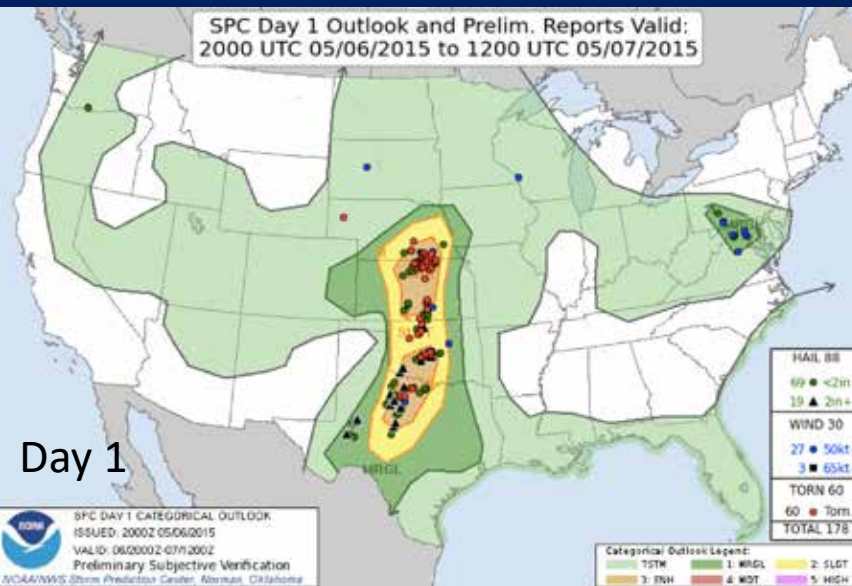 SPC Day 1 Outlook and Prelim. Reports Valid:
2000 UTC 05/06/2015 to 1200 UTC 05/07/2015
MRGL
Day 1
HAIL 88
69 <2in
19 2in+
WIND 30
27 50kt
3 65kt
TORN 60
60 Torn
TOTAL 178
NOAA
SPC DAY 1 CATEGORICAL OUTLOOK
ISSUED: 2000Z 05/06/2015
VALID: 06/2000Z-07/1200Z
Preliminary Subjective Verification
NOAA/NWS Storm Prediction Center, Norman, Oklahoma
Categorical Outlook Legend:
TSTM 1: MRGL 2: SLGT
3: ENH 4: MDT 5: HIGH